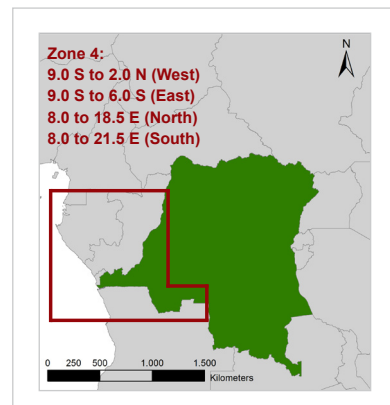 Zone 4:
9.0 S to 2.0 N (West)
9.0 S to 6.0 S (East)
8.0 to 18.5 E (North)
8.0 to 21.5 E (South)
N
0 250 500 1.000 1.500
Kilometers